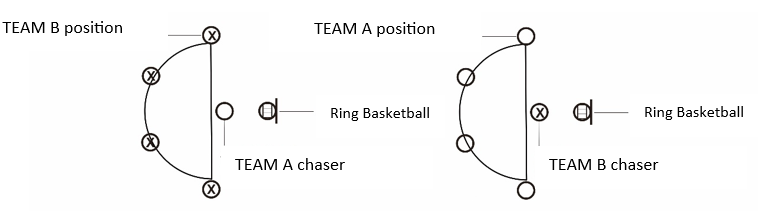 TEAM B position
TEAM A position
X
X
X
X
X
Ring Basketball
Ring Basketball
TEAM A chaser
TEAM B chaser